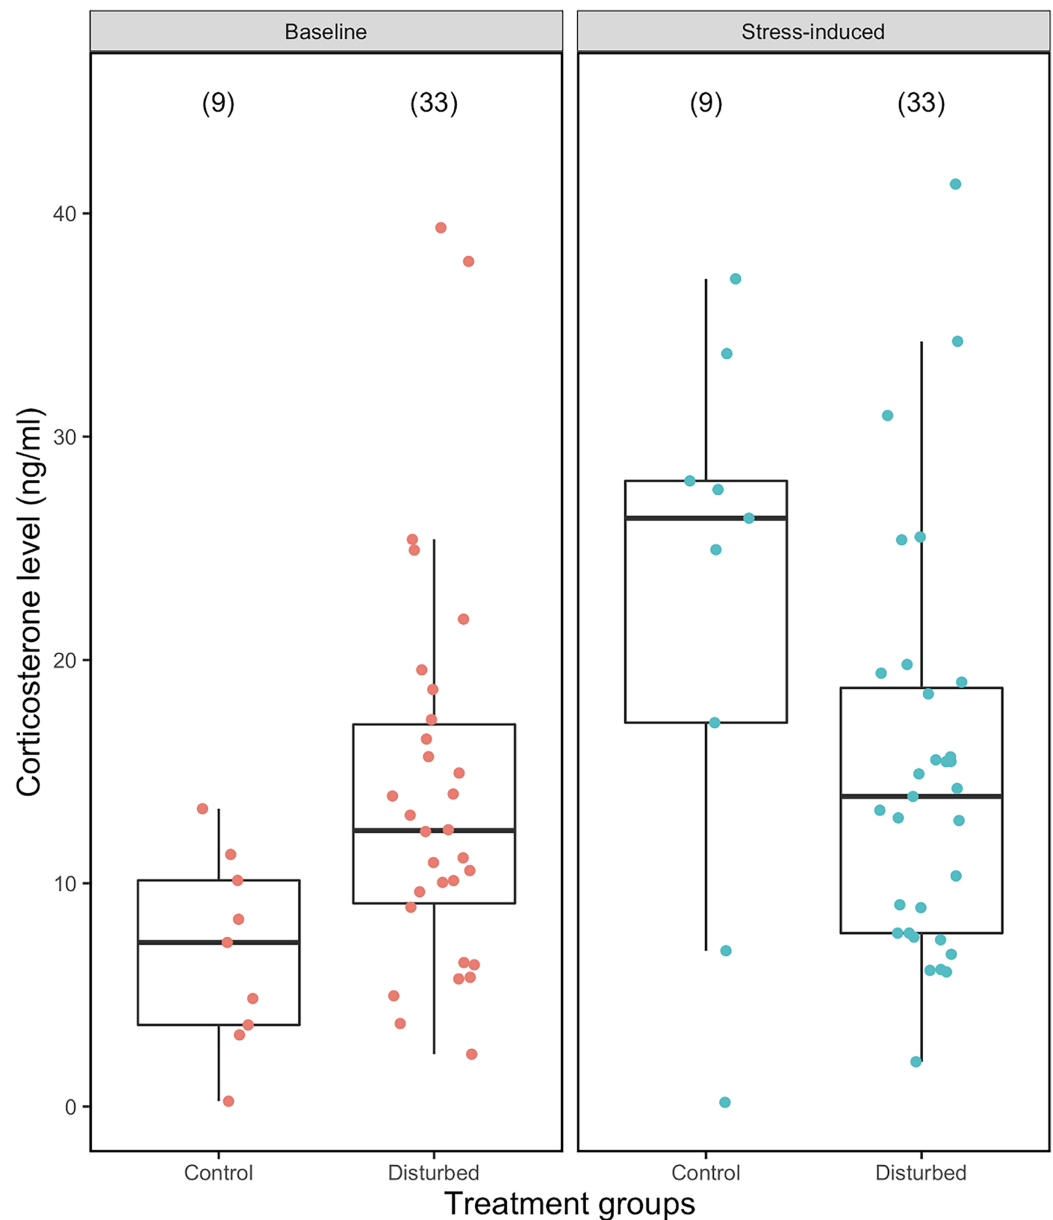 Baseline
Stress-induced
(9)
(33)
(9)
(33)
40
30
20
10
0
Corticosterone level (ng/ml)
Control
Disturbed
Control
Disturbed
Treatment groups